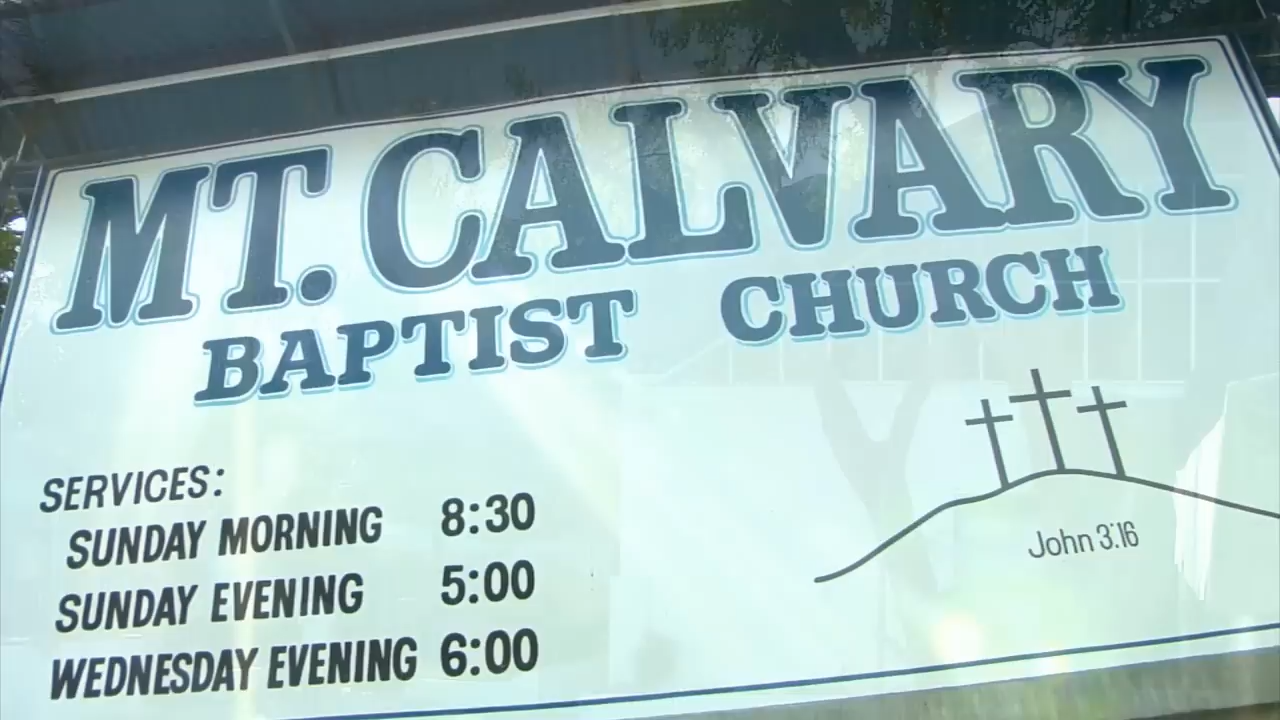 MT. CALVARY
BAPTIST CHURCH
SERVICES:
SUNDAY MORNING 8:30
SUNDAY EVENING 5:00
WEDNESDAY EVENING 6:00
John 3:16